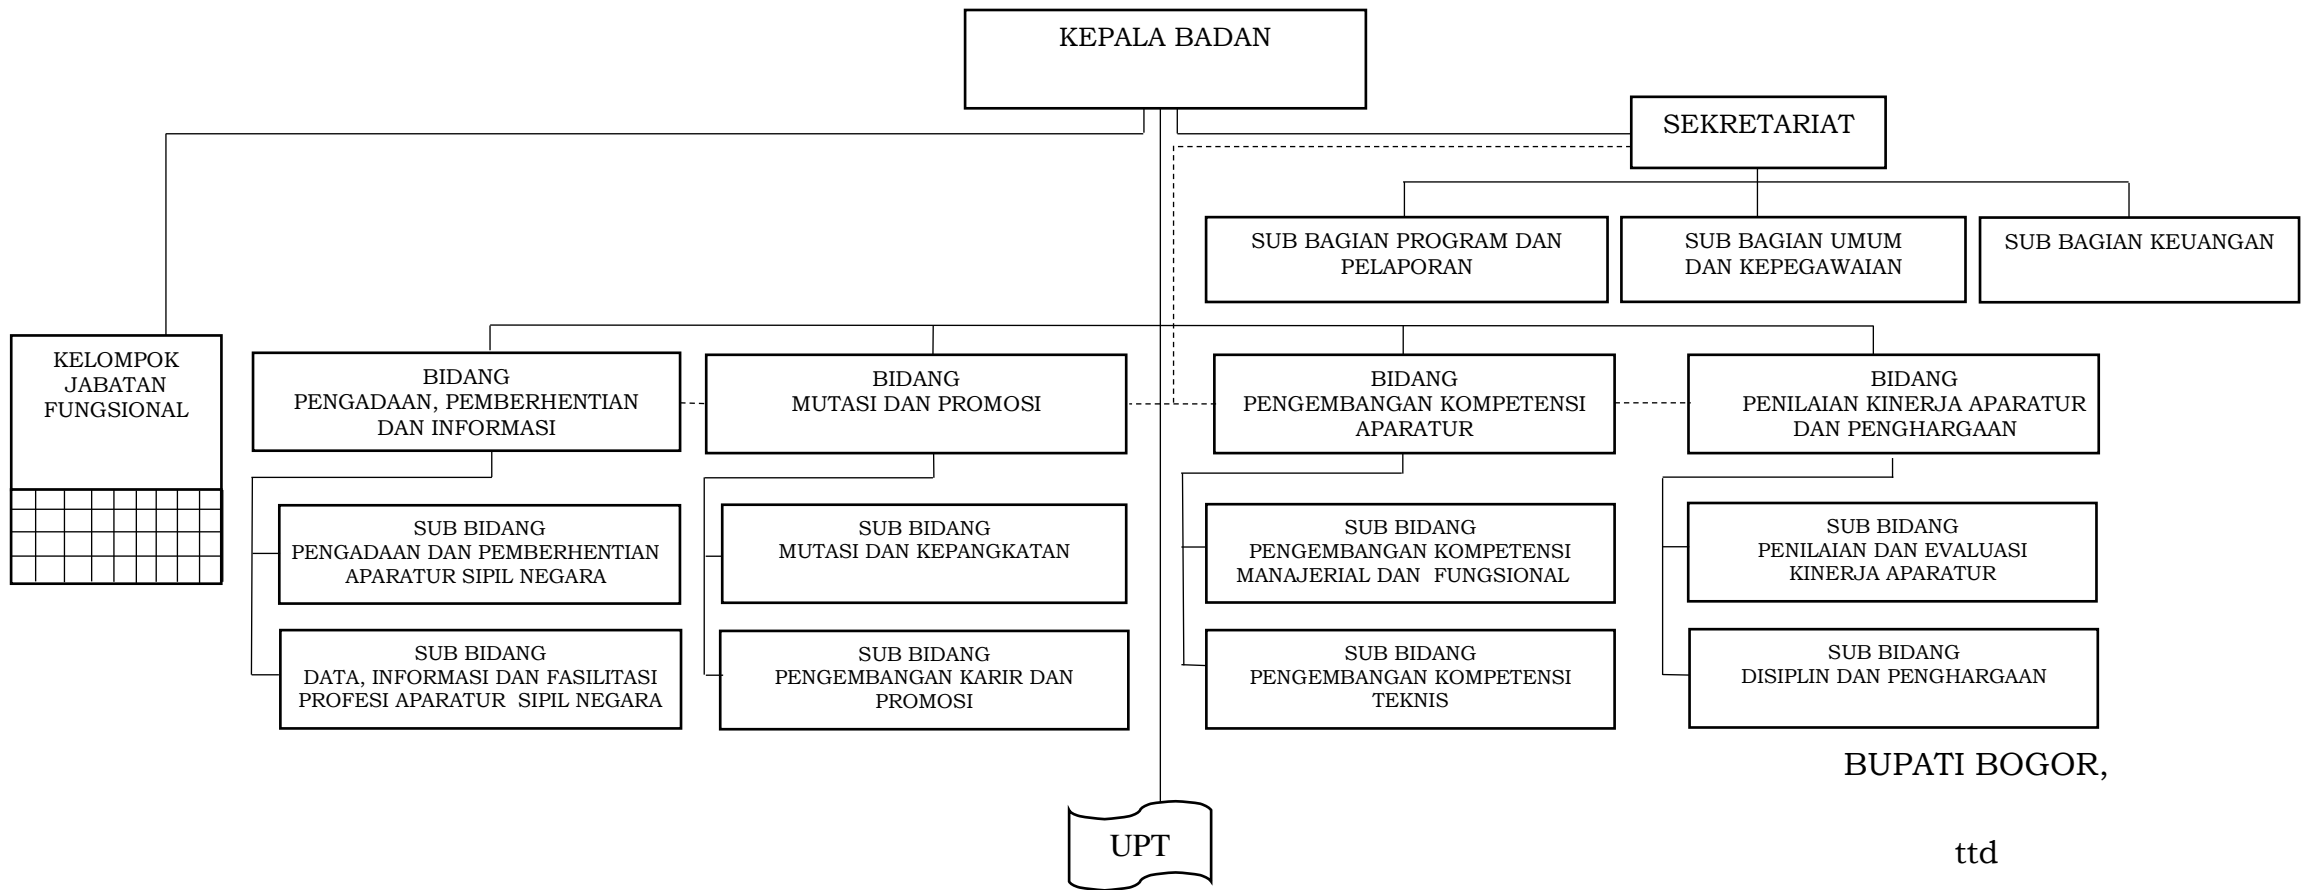 KEPALA BADAN
SEKRETARIAT
SUB BAGIAN PROGRAM DAN
PELAPORAN
SUB BAGIAN UMUM
DAN KEPEGAWAIAN
SUB BAGIAN KEUANGAN
KELOMPOK
JABATAN
FUNGSIONAL
BIDANG
PENGADAAN, PEMBERHENTIAN
DAN INFORMASI
BIDANG
MUTASI DAN PROMOSI
BIDANG
PENGEMBANGAN KOMPETENSI
APARATUR
BIDANG
PENILAIAN KINERJA APARATUR
DAN PENGHARGAAN
SUB BIDANG
PENGADAAN DAN PEMBERHENTIAN
APARATUR SIPIL NEGARA
SUB BIDANG
MUTASI DAN KEPANGKATAN
SUB BIDANG
PENGEMBANGAN KOMPETENSI
MANAJERIAL DAN FUNGSIONAL
SUB BIDANG
PENILAIAN DAN EVALUASI
KINERJA APARATUR
SUB BIDANG
DATA, INFORMASI DAN FASILITASI
PROFESI APARATUR SIPIL NEGARA
SUB BIDANG
PENGEMBANGAN KARIR DAN
PROMOSI
SUB BIDANG
PENGEMBANGAN KOMPETENSI
TEKNIS
SUB BIDANG
DISIPLIN DAN PENGHARGAAN
BUPATI BOGOR,
UPT
ttd